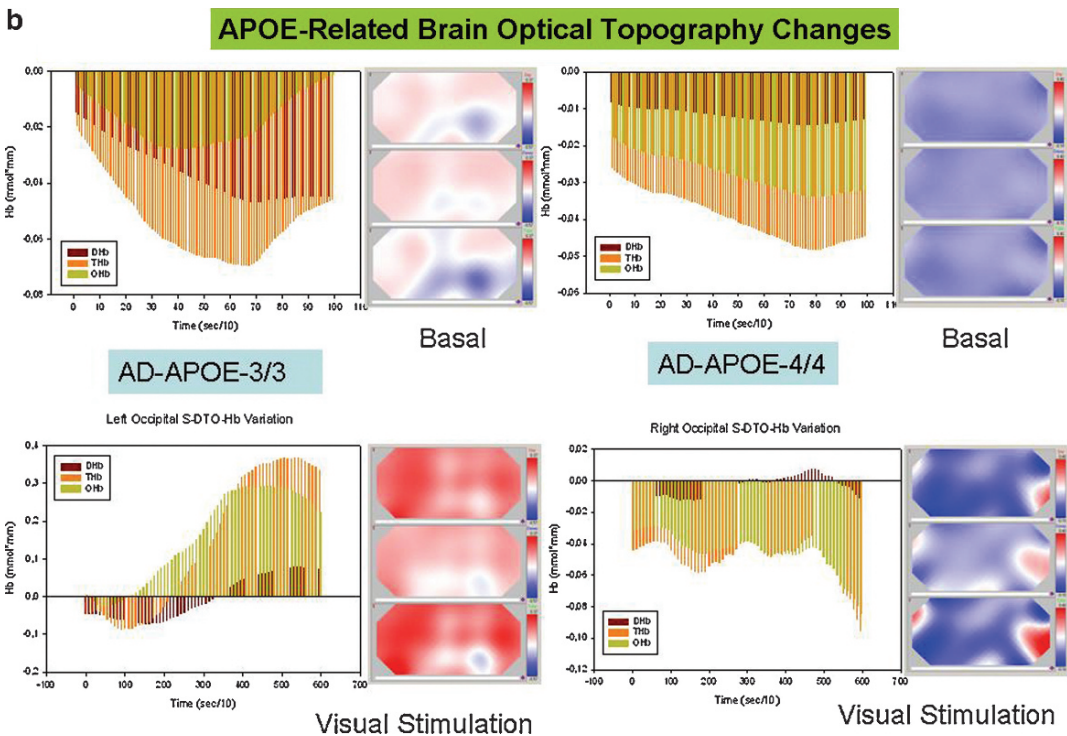 b
APOE-Related Brain Optical Topography Changes
0,00
-0,02
-0,04
-0,06
-0,08
Hb (mmol*mm)
DHb
THb
OHb
0 10 20 30 40 50 60 70 80 90 100
Time (sec/10)
Basal
0,00
-0,01
-0,02
-0,03
-0,04
-0,05
-0,06
Hb (mmol*mm)
DHb
THb
OHb
0 10 20 30 40 50 60 70 80 90 100
Time (sec/10)
Basal
AD-APOE-3/3
AD-APOE-4/4
Left Occipital S-DTO-Hb Variation
0,4
0,3
0,2
0,1
0,0
-0,1
-0,2
Hb (mmol*mm)
DHb
THb
OHb
-100 0 100 200 300 400 500 600 700
Time (sec/10)
Visual Stimulation
Right Occipital S-DTO-Hb Variation
0,02
0,00
-0,02
-0,04
-0,06
-0,08
-0,10
-0,12
Hb (mmol*mm)
DHb
THb
OHb
-100 0 100 200 300 400 500 600 700
Time (sec/10)
Visual Stimulation